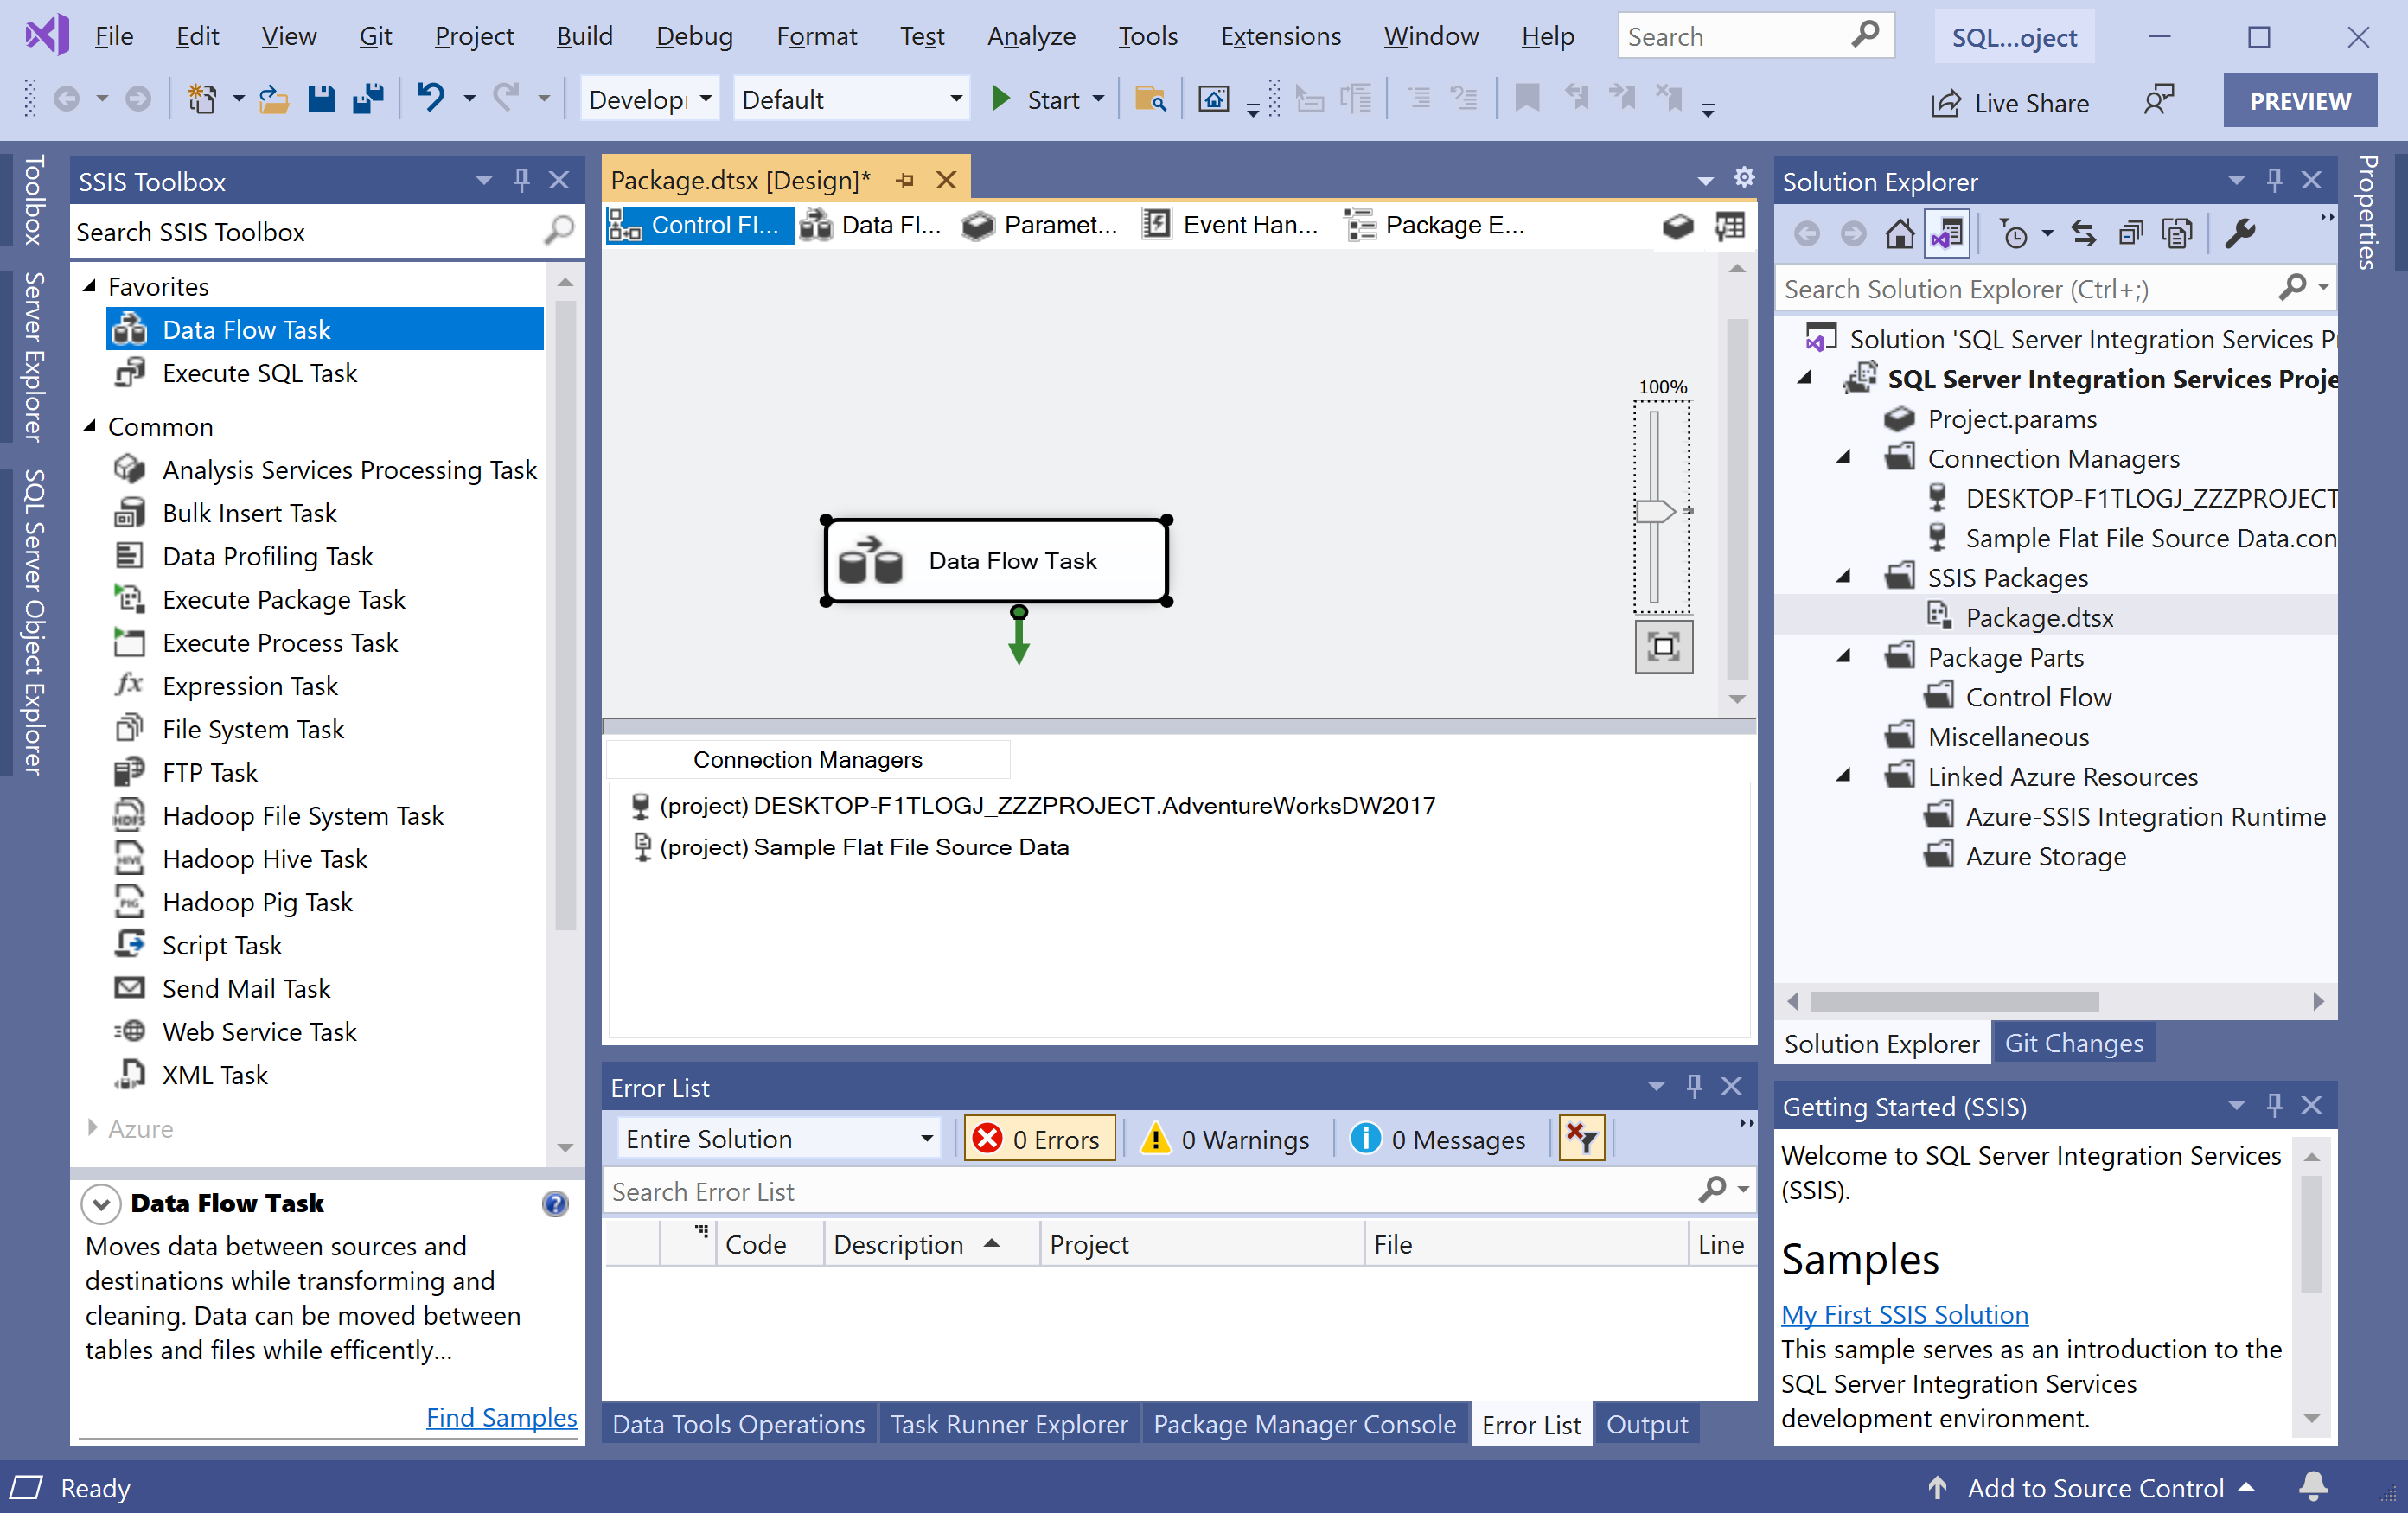 File Edit View Git Project Build Debug Format Test Analyze Tools Extensions Window Help Search SQL...oject
Develop Default Start Live Share PREVIEW
Toolbox
Server Explorer
SQL Server Object Explorer
SSIS Toolbox
Search SSIS Toolbox
Favorites
Data Flow Task
Execute SQL Task
Common
Analysis Services Processing Task
Bulk Insert Task
Data Profiling Task
Execute Package Task
Execute Process Task
Expression Task
File System Task
FTP Task
Hadoop File System Task
Hadoop Hive Task
Hadoop Pig Task
Script Task
Send Mail Task
Web Service Task
XML Task
Azure
Data Flow Task
Moves data between sources and
destinations while transforming and
cleaning. Data can be moved between
tables and files while efficently...
Find Samples
Package.dtsx [Design]*
Control Fl... Data Fl... Paramet... Event Han... Package E...
100%
Data Flow Task
Connection Managers
(project) DESKTOP-F1TLOGJ_ZZZPROJECT.AdventureWorksDW2017
(project) Sample Flat File Source Data
Error List
Entire Solution 0 Errors 0 Warnings 0 Messages
Search Error List
Code Description Project File Line
Data Tools Operations Task Runner Explorer Package Manager Console Error List Output
Solution Explorer
Search Solution Explorer (Ctrl+;)
Solution 'SQL Server Integration Services P
SQL Server Integration Services Proje
Project.params
Connection Managers
DESKTOP-F1TLOGJ_ZZZPROJECT
Sample Flat File Source Data.con
SSIS Packages
Package.dtsx
Package Parts
Control Flow
Miscellaneous
Linked Azure Resources
Azure-SSIS Integration Runtime
Azure Storage
Solution Explorer Git Changes
Getting Started (SSIS)
Welcome to SQL Server Integration Services
(SSIS).
Samples
My First SSIS Solution
This sample serves as an introduction to the
SQL Server Integration Services
development environment.
Properties
Ready Add to Source Control